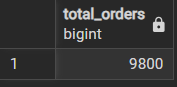 total_orders
bigint
1 9800